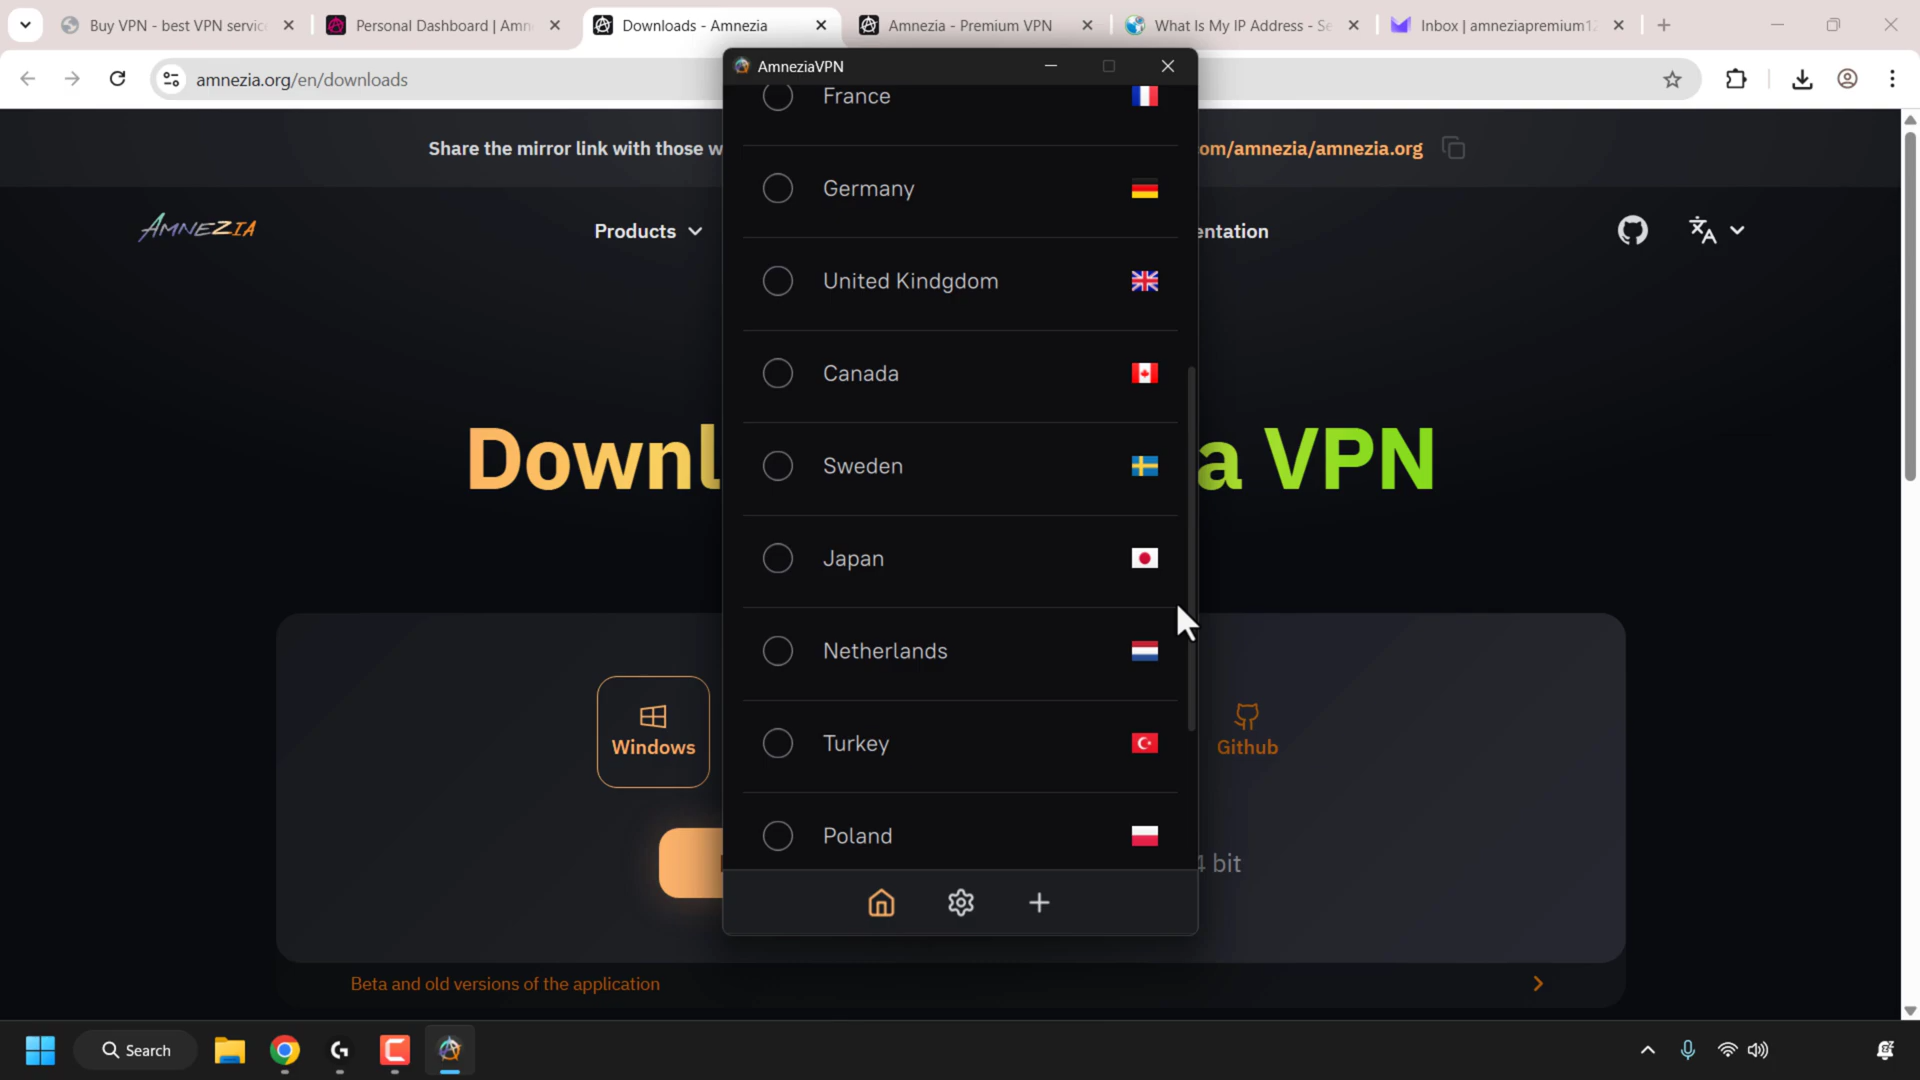 Buy VPN - best VPN servic
Personal Dashboard | Amn
Downloads - Amnezia
Amnezia - Premium VPN
What Is My IP Address - Se
Inbox | amneziapremium12
amnezia.org/en/downloads
AmneziaVPN
Share the mirror link with those w
om/amnezia/amnezia.org
AMNEZIA
Products
entation
France
Germany
United Kindgdom
Canada
Sweden
Japan
Netherlands
Turkey
Poland
Downl
a VPN
Windows
Github
4 bit
Beta and old versions of the application
Search